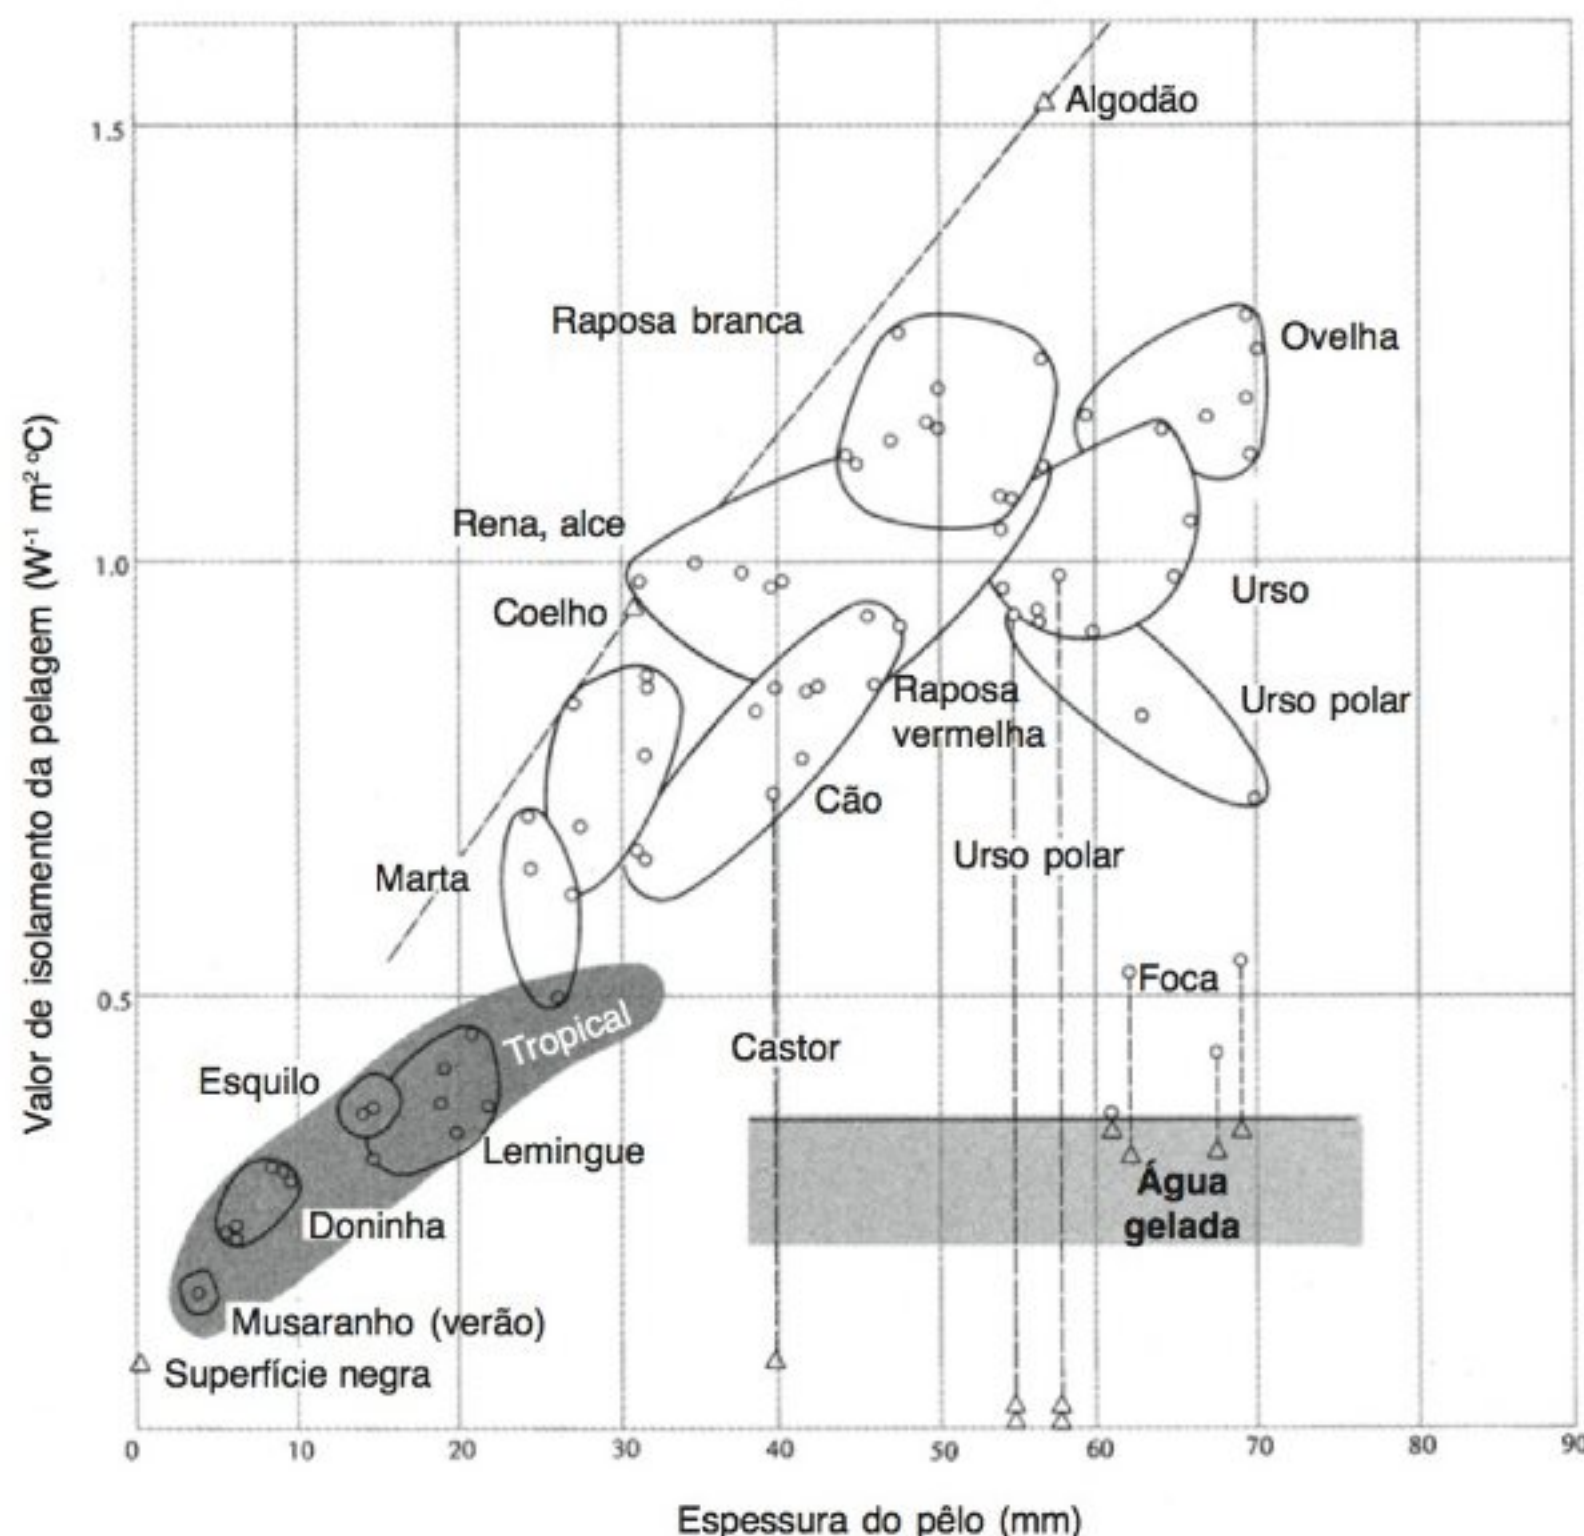 Algodão
1.5
Raposa branca
Ovelha
Rena, alce
1.0
Coelho
Urso
Raposa
vermelha
Urso polar
Cão
Urso polar
Marta
Foca
0.5
Tropical
Castor
Esquilo
Lemingue
Água
gelada
Doninha
Musaranho (verão)
Superfície negra
0 10 20 30 40 50 60 70 80 90
Espessura do pêlo (mm)
Valor de isolamento da pelagem (W⁻¹ m² ºC)